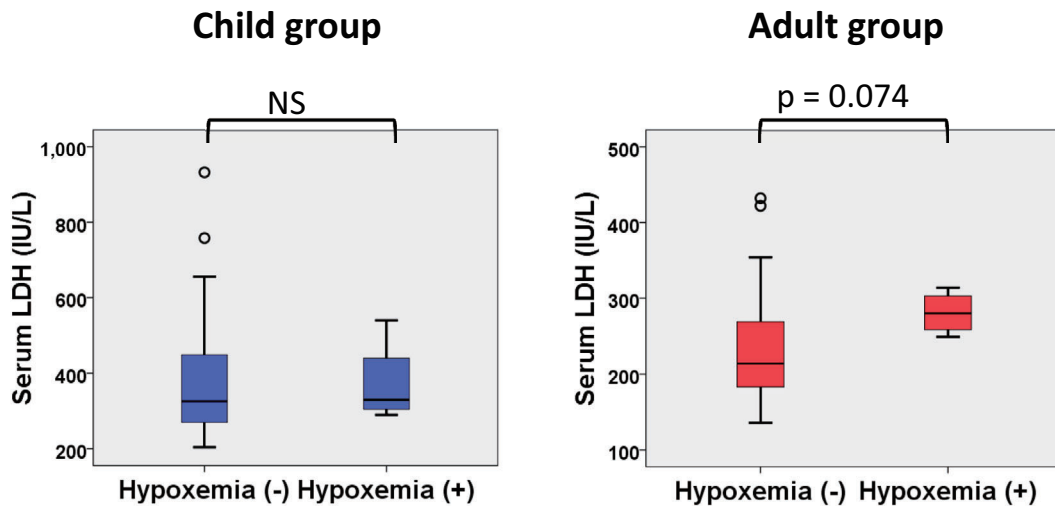 Child group
NS
Serum LDH (IU/L)
1,000
800
600
400
200
Hypoxemia (-) Hypoxemia (+)
Adult group
p = 0.074
Serum LDH (IU/L)
500
400
300
200
100
Hypoxemia (-) Hypoxemia (+)